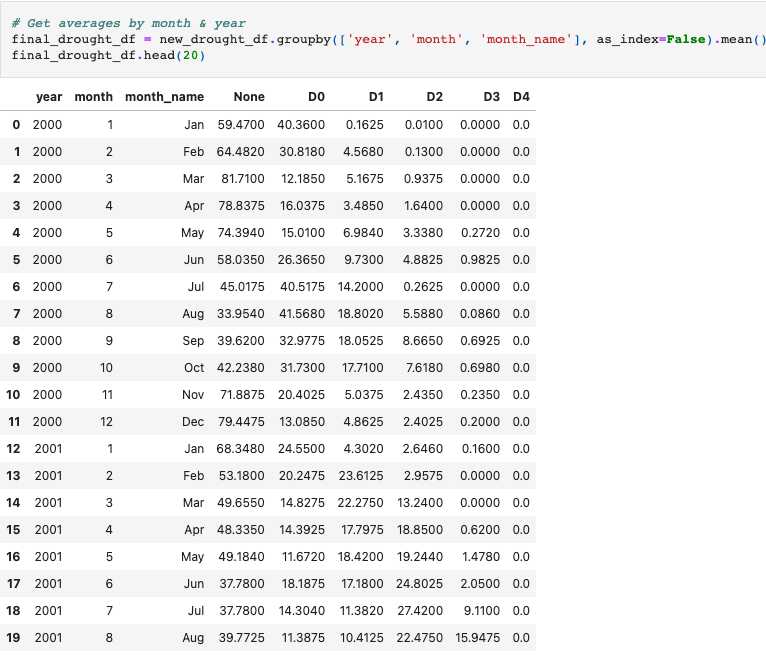 # Get averages by month & year
final_drought_df = new_drought_df.groupby(['year', 'month', 'month_name'], as_index=False).mean()
final_drought_df.head(20)
year month month_name None D0 D1 D2 D3 D4
0 2000 1 Jan 59.4700 40.3600 0.1625 0.0100 0.0000 0.0
1 2000 2 Feb 64.4820 30.8180 4.5680 0.1300 0.0000 0.0
2 2000 3 Mar 81.7100 12.1850 5.1675 0.9375 0.0000 0.0
3 2000 4 Apr 78.8375 16.0375 3.4850 1.6400 0.0000 0.0
4 2000 5 May 74.3940 15.0100 6.9840 3.3380 0.2720 0.0
5 2000 6 Jun 58.0350 26.3650 9.7300 4.8825 0.9825 0.0
6 2000 7 Jul 45.0175 40.5175 14.2000 0.2625 0.0000 0.0
7 2000 8 Aug 33.9540 41.5680 18.8020 5.5880 0.0860 0.0
8 2000 9 Sep 39.6200 32.9775 18.0525 8.6650 0.6925 0.0
9 2000 10 Oct 42.2380 31.7300 17.7100 7.6180 0.6980 0.0
10 2000 11 Nov 71.8875 20.4025 5.0375 2.4350 0.2350 0.0
11 2000 12 Dec 79.4475 13.0850 4.8625 2.4025 0.2000 0.0
12 2001 1 Jan 68.3480 24.5500 4.3020 2.6460 0.1600 0.0
13 2001 2 Feb 53.1800 20.2475 23.6125 2.9575 0.0000 0.0
14 2001 3 Mar 49.6550 14.8275 22.2750 13.2400 0.0000 0.0
15 2001 4 Apr 48.3350 14.3925 17.7975 18.8500 0.6200 0.0
16 2001 5 May 49.1840 11.6720 18.4200 19.2440 1.4780 0.0
17 2001 6 Jun 37.7800 18.1875 17.1800 24.8025 2.0500 0.0
18 2001 7 Jul 37.7800 14.3040 11.3820 27.4200 9.1100 0.0
19 2001 8 Aug 39.7725 11.3875 10.4125 22.4750 15.9475 0.0